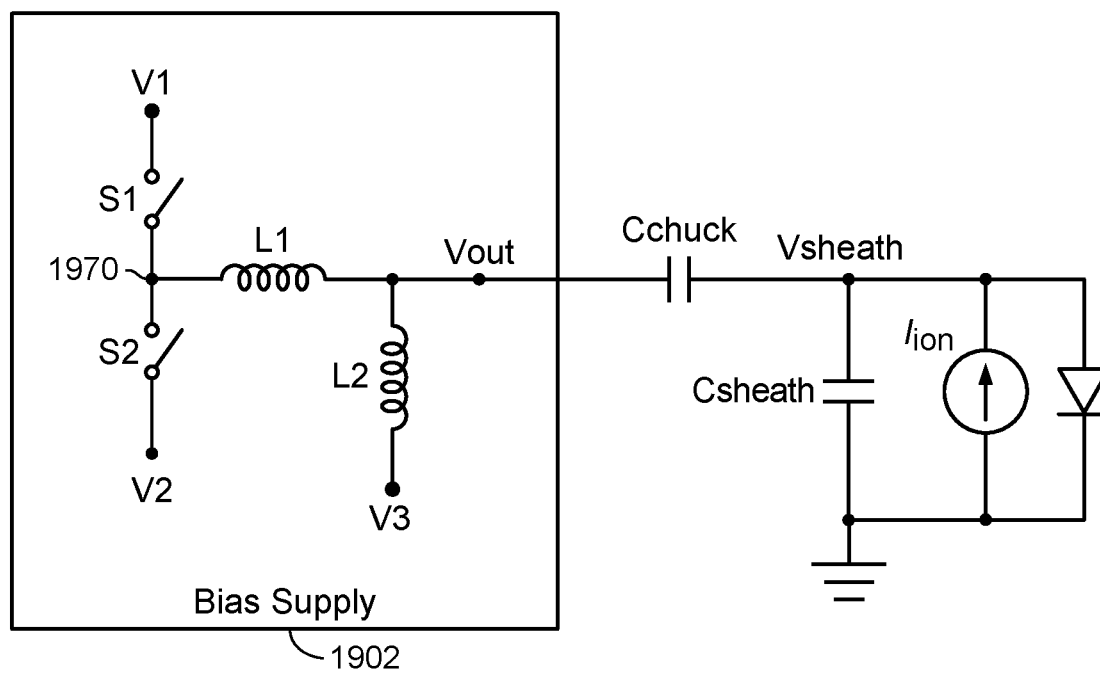 V1
S1
L1
1970
Vout
Cchuck
Vsheath
S2
L2
Iion
Csheath
V2
V3
Bias Supply
1902